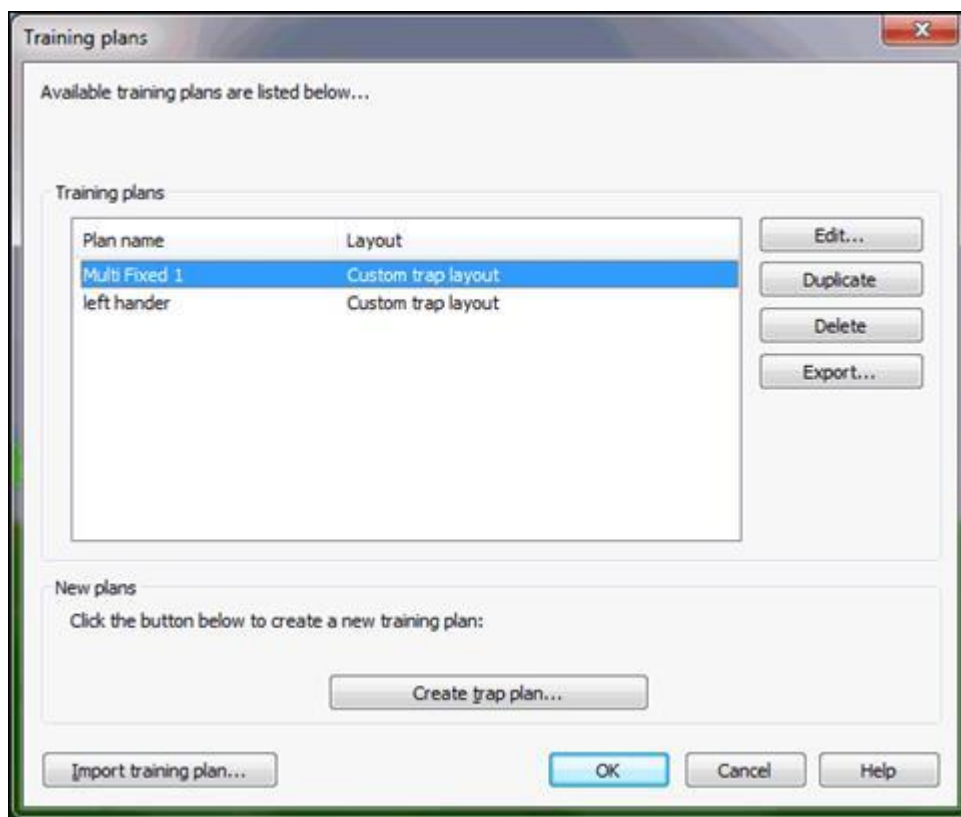 Training plans
Available training plans are listed below...
Training plans
Plan name Layout
Multi Fixed 1 Custom trap layout
left hander Custom trap layout
Edit...
Duplicate
Delete
Export...
New plans
Click the button below to create a new training plan:
Create trap plan...
Import training plan... OK Cancel Help